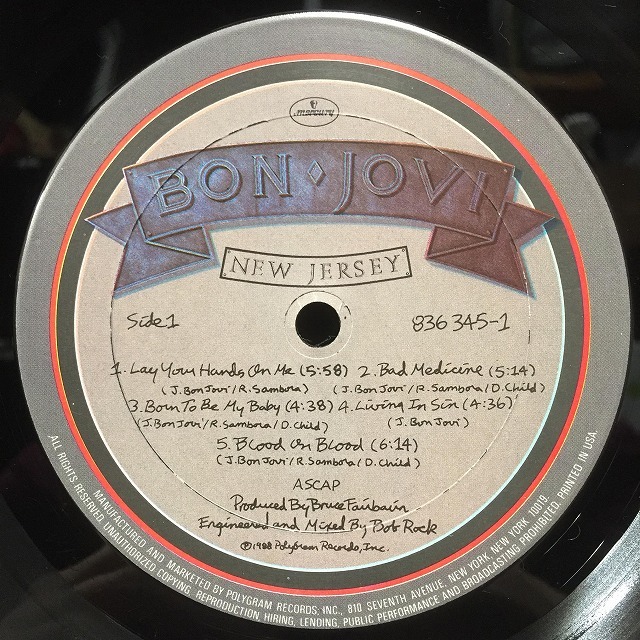 Mercury
BON ◊ JOVI
NEW JERSEY
Side 1
836 345-1
1. Lay Your Hands On Me (5:58) 2. Bad Medicine (5:14)
(J. Bon Jovi/R. Sambora) (J. Bon Jovi/R. Sambora/D. Child)
3. Born To Be My Baby (4:38) 4. Living In Sin (4:36)
(J. Bon Jovi/R. Sambora/D. Child) (J. Bon Jovi)
5. Blood On Blood (6:14)
(J. Bon Jovi/R. Sambora/D. Child)
ASCAP
Produced By Bruce Fairbairn
Engineered and Mixed By Bob Rock
℗©1988 PolyGram Records, Inc.
MANUFACTURED AND MARKETED BY POLYGRAM RECORDS, INC., 810 SEVENTH AVENUE, NEW YORK, NEW YORK 10019.
ALL RIGHTS RESERVED. UNAUTHORIZED COPYING, REPRODUCTION, HIRING, LENDING, PUBLIC PERFORMANCE AND BROADCASTING PROHIBITED. PRINTED IN USA.